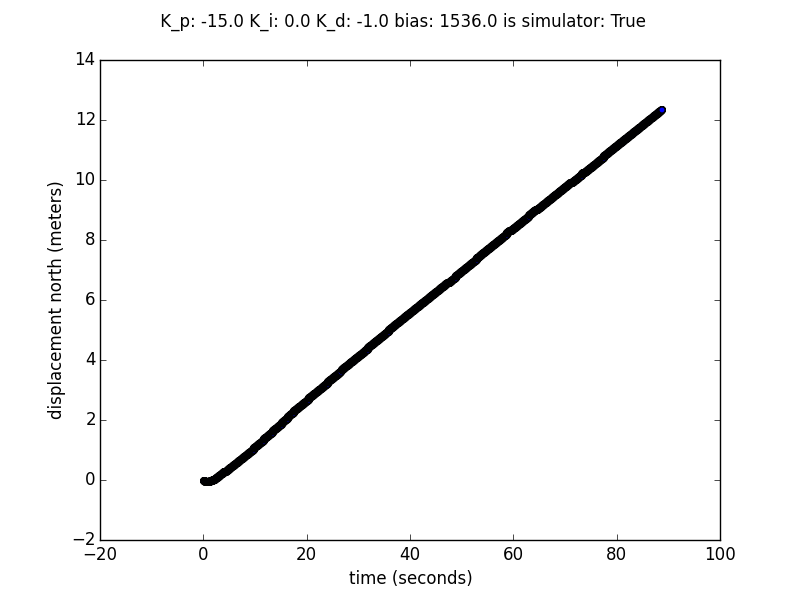 K_p: -15.0 K_i: 0.0 K_d: -1.0 bias: 1536.0 is simulator: True
14
12
10
8
6
4
2
0
−2
displacement north (meters)
−20 0 20 40 60 80 100
time (seconds)